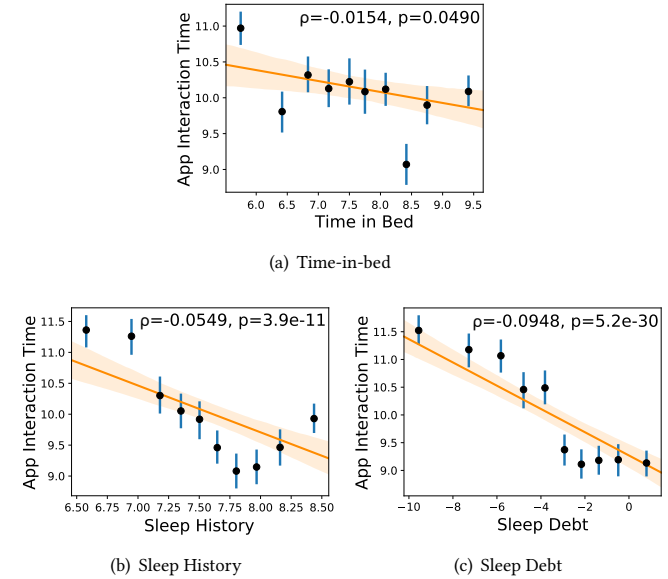 ρ=-0.0154, p=0.0490
App Interaction Time
11.0
10.5
10.0
9.5
9.0
6.0 6.5 7.0 7.5 8.0 8.5 9.0 9.5
Time in Bed
(a) Time-in-bed
ρ=-0.0549, p=3.9e-11
App Interaction Time
11.5
11.0
10.5
10.0
9.5
9.0
6.50 6.75 7.00 7.25 7.50 7.75 8.00 8.25 8.50
Sleep History
(b) Sleep History
ρ=-0.0948, p=5.2e-30
App Interaction Time
11.5
11.0
10.5
10.0
9.5
9.0
−10 −8 −6 −4 −2 0
Sleep Debt
(c) Sleep Debt